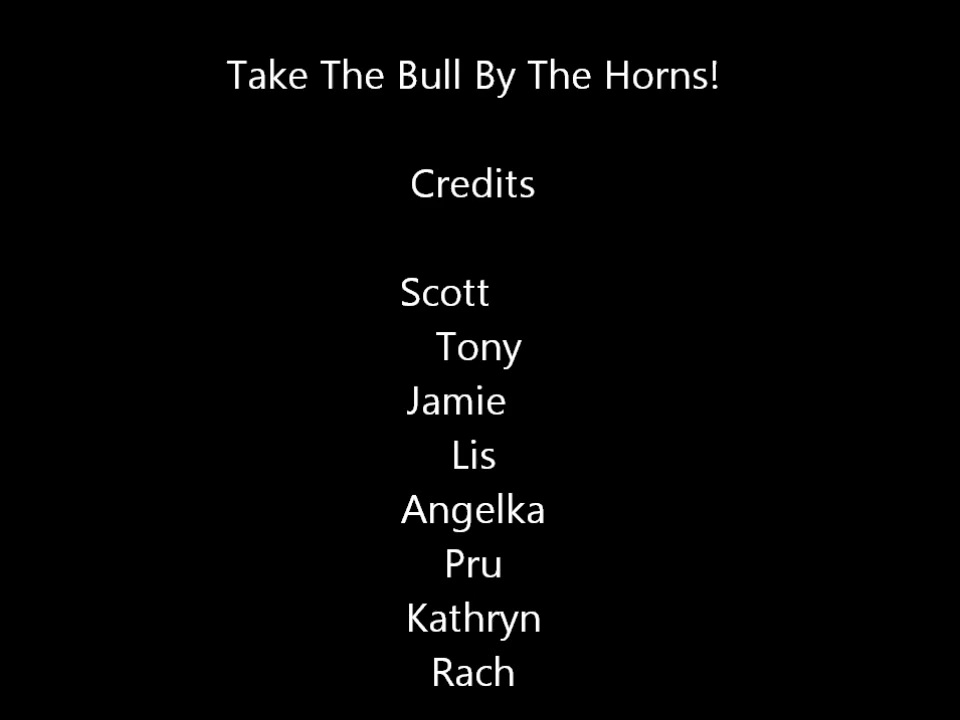 Take The Bull By The Horns!
Credits
Scott
Tony
Jamie
Lis
Angelka
Pru
Kathryn
Rach